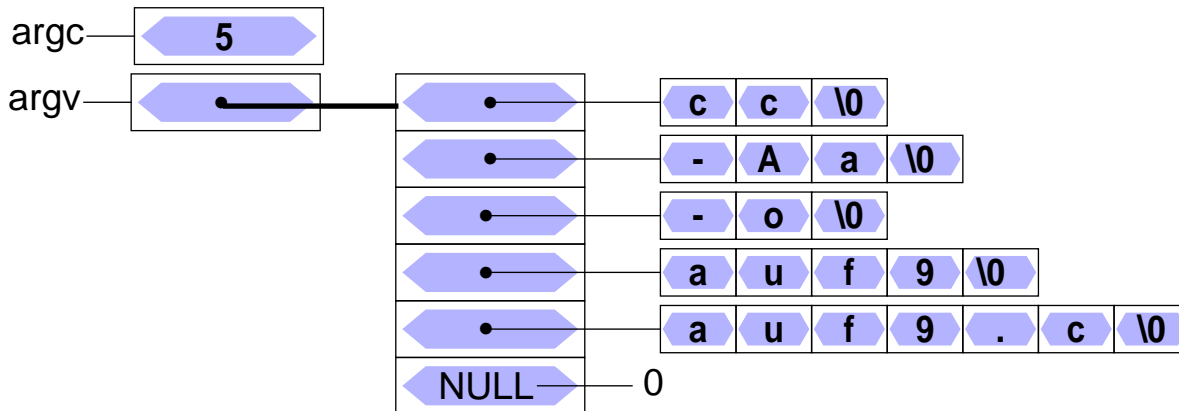 argc 5
argv c c \0
- A a \0
- o \0
a u f 9 \0
a u f 9 . c \0
NULL 0